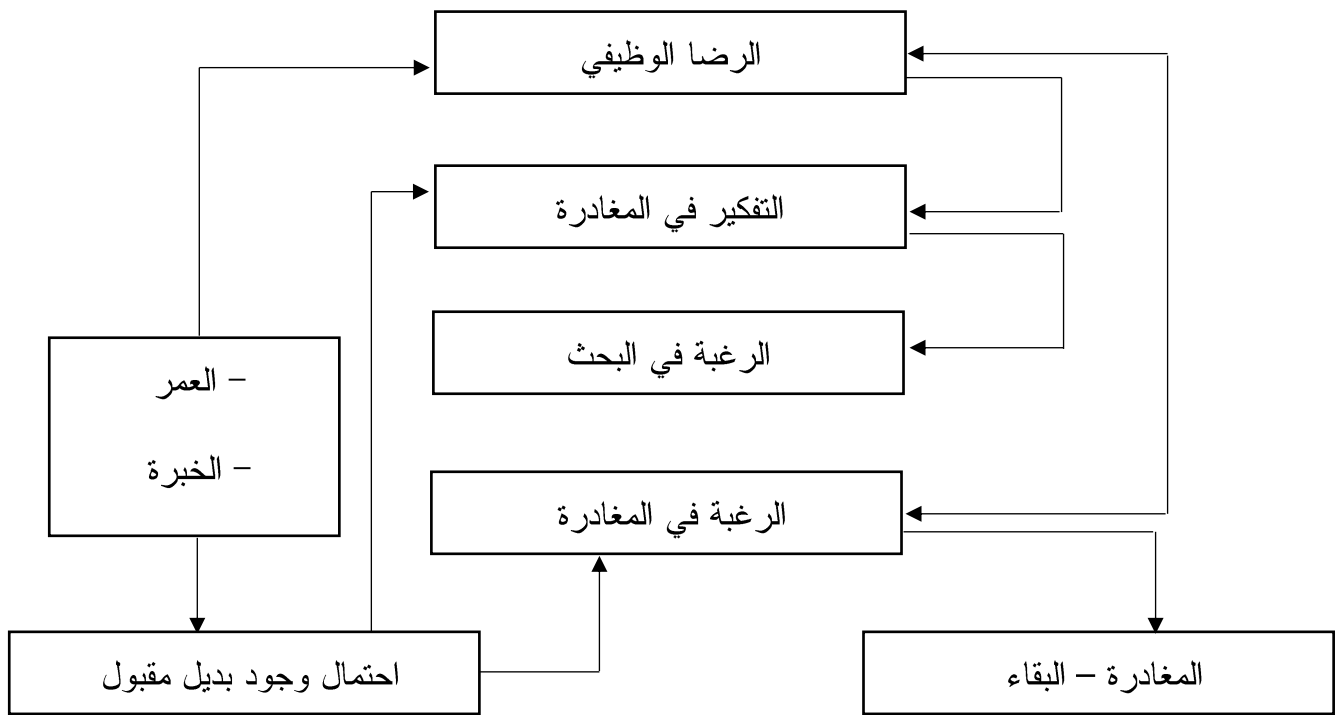 الرضا الوظيفي
التفكير في المغادرة
الرغبة في البحث
– العمر
– الخبرة
الرغبة في المغادرة
احتمال وجود بديل مقبول
المغادرة – البقاء